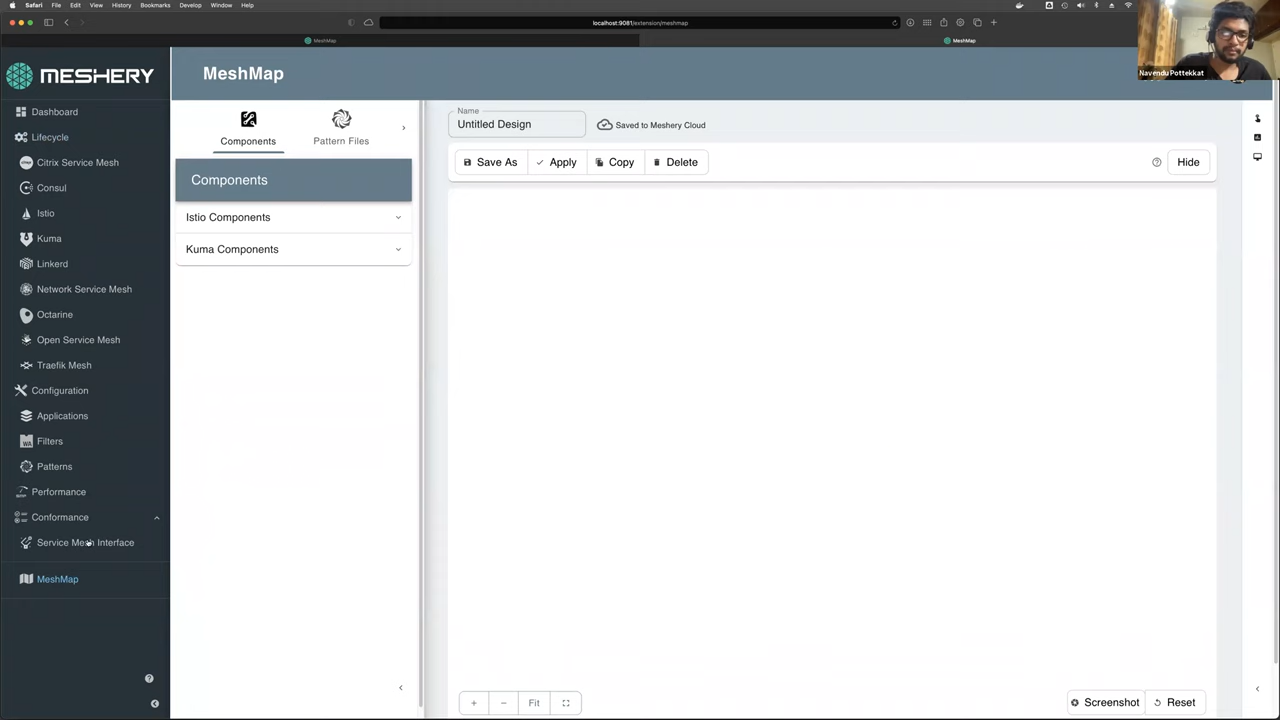 Safari File Edit View History Bookmarks Develop Window Help
localhost:9081/extension/meshmap
MeshMap
MeshMap
Navendu Pottekkat
MESHERY
MeshMap
Dashboard
Lifecycle
Citrix Service Mesh
Consul
Istio
Kuma
Linkerd
Network Service Mesh
Octarine
Open Service Mesh
Traefik Mesh
Configuration
Applications
Filters
Patterns
Performance
Conformance
Service Mesh Interface
MeshMap
Components
Pattern Files
Components
Istio Components
Kuma Components
Name
Untitled Design
Saved to Meshery Cloud
Save As
Apply
Copy
Delete
Hide
Fit
Screenshot
Reset